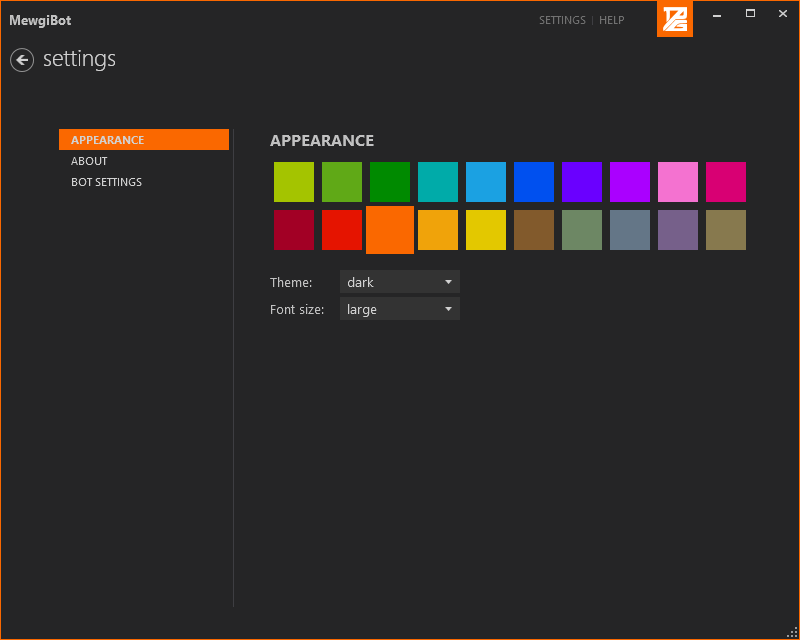 MewgiBot
SETTINGS | HELP
settings
APPEARANCE
ABOUT
BOT SETTINGS
APPEARANCE
Theme: dark
Font size: large